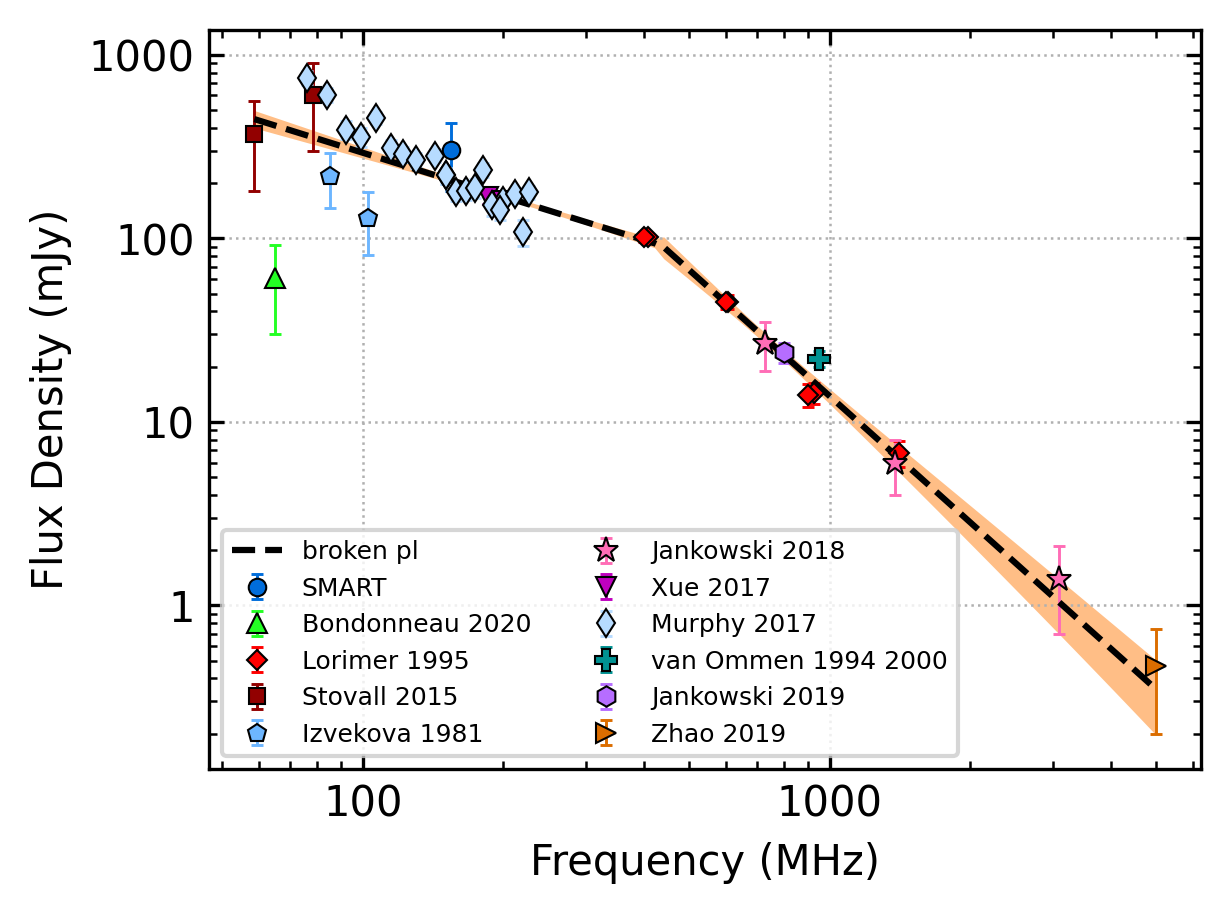 1000
100
10
1
Flux Density (mJy)
broken pl
SMART
Bondonneau 2020
Lorimer 1995
Stovall 2015
Izvekova 1981
Jankowski 2018
Xue 2017
Murphy 2017
van Ommen 1994 2000
Jankowski 2019
Zhao 2019
100
1000
Frequency (MHz)